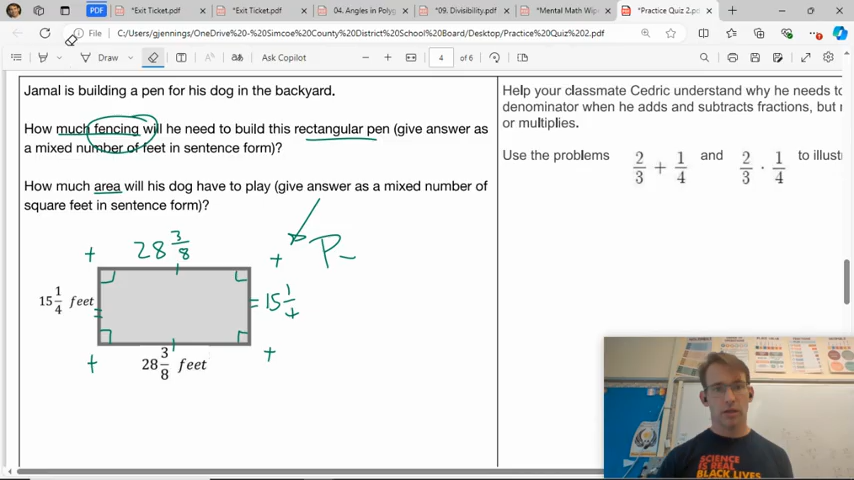 *Exit Ticket.pdf
*Exit Ticket.pdf
04. Angles in Polyg
*09. Divisibility.pdf
*Mental Math Wip
*Practice Quiz 2.p
File
C:/Users/gjennings/OneDrive%20-%20Simcoe%20County%20District%20School%20Board/Desktop/Practice%20Quiz%202.pdf
Draw
Ask Copilot
4 of 6
Jamal is building a pen for his dog in the backyard.
How much fencing will he need to build this rectangular pen (give answer as
a mixed number of feet in sentence form)?
How much area will his dog have to play (give answer as a mixed number of
square feet in sentence form)?
+ 28 3/8 + P-
15 1/4 feet = = 15 1/4
+ 28 3/8 feet +
Help your classmate Cedric understand why he needs to
denominator when he adds and subtracts fractions, but
or multiplies.
Use the problems 2/3 + 1/4 and 2/3 · 1/4 to illust
SCIENCE
IS REAL
BLACK LIVES